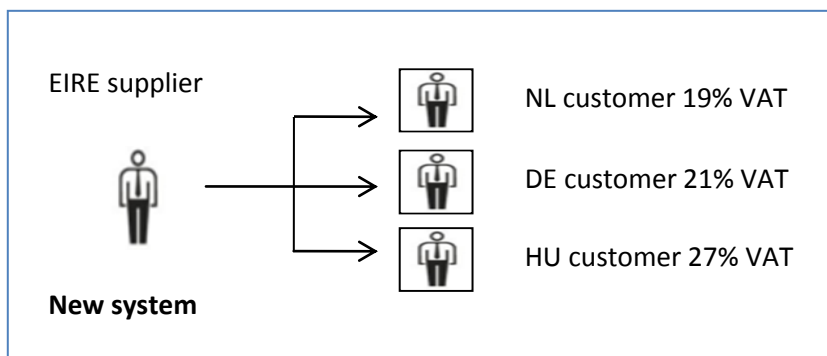 EIRE supplier
NL customer 19% VAT
DE customer 21% VAT
HU customer 27% VAT
New system